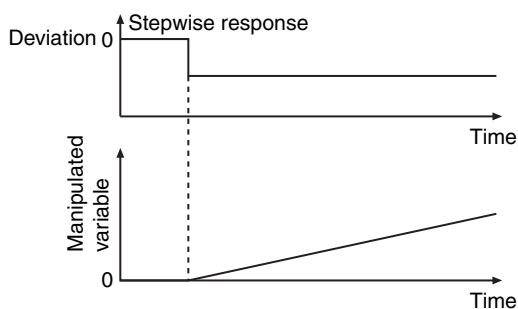 Stepwise response
Deviation 0
Time
Manipulated
variable
0
Time